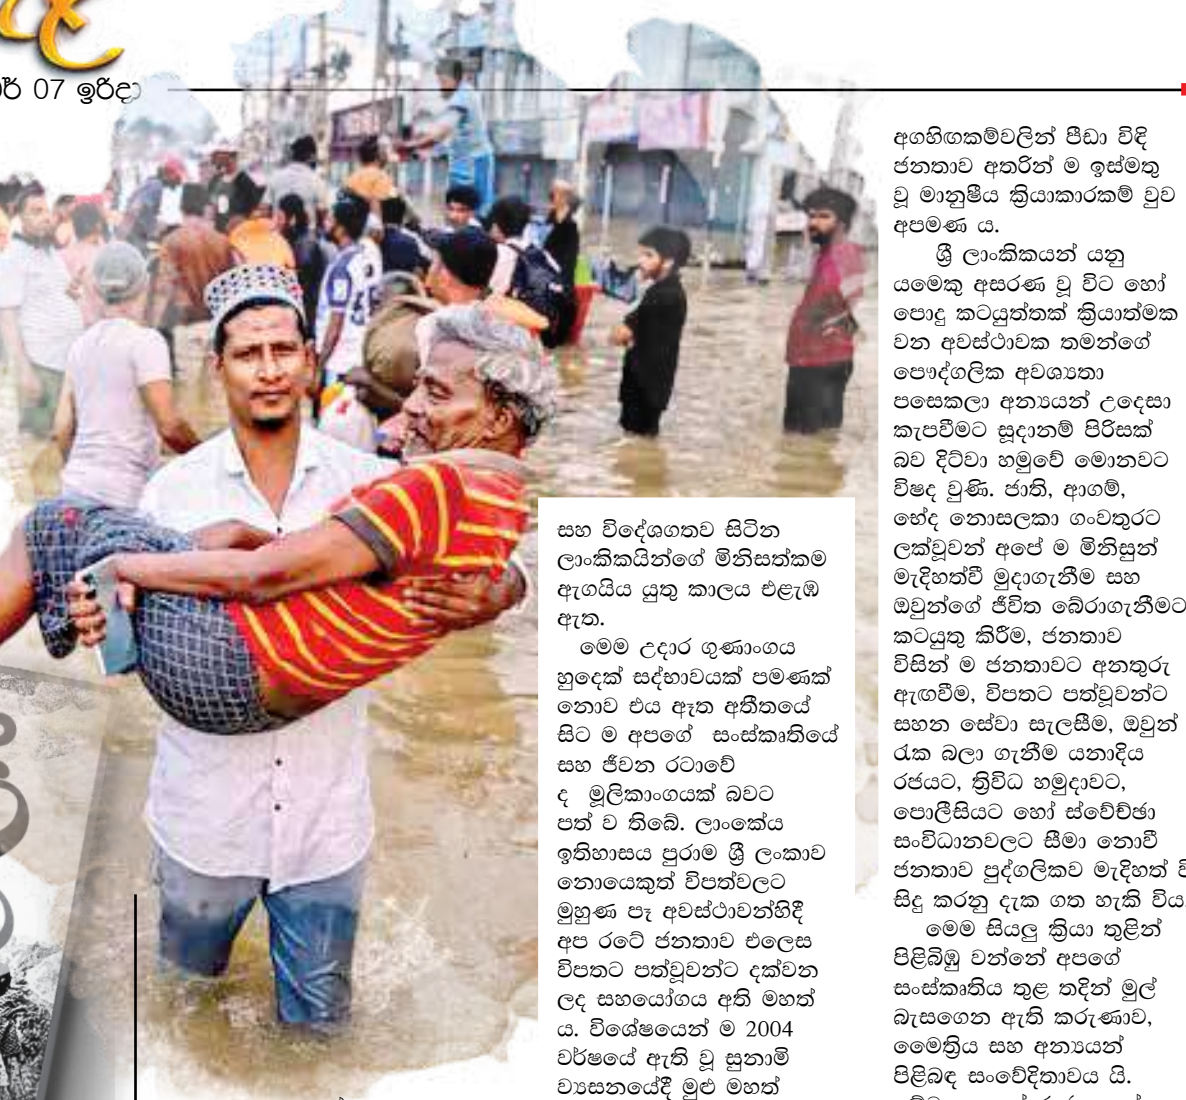 07 ඉරිදා
සහ විදේශගතව සිටින
ලාංකිකයින්ගේ මිනිසත්කම
ඇගයිය යුතු කාලය එළැඹ
ඇත.
මෙම උදාර ගුණාංගය
හුදෙක් සද්භාවයක් පමණක්
නොව එය ඈත අතීතයේ
සිට ම අපගේ සංස්කෘතියේ
සහ ජීවන රටාවේ
ද මූලිකාංගයක් බවට
පත් ව තිබේ. ලාංකේය
ඉතිහාසය පුරාම ශ්‍රී ලංකාව
නොයෙකුත් විපත්වලට
මුහුණ පෑ අවස්ථාවන්හිදී
අප රටේ ජනතාව එලෙස
විපතට පත්වූවන්ට දක්වන
ලද සහයෝගය අති මහත්
ය. විශේෂයෙන් ම 2004
වර්ෂයේ ඇති වූ සුනාමි
ව්‍යසනයේදී මුළු මහත්
අගහිඟකම්වලින් පීඩා විඳි
ජනතාව අතරින් ම ඉස්මතු
වූ මානුෂීය ක්‍රියාකාරකම් වුව
අපමණ ය.
ශ්‍රී ලාංකිකයන් යනු
යමෙකු අසරණ වූ විට හෝ
පොදු කටයුත්තක් ක්‍රියාත්මක
වන අවස්ථාවක තමන්ගේ
පෞද්ගලික අවශ්‍යතා
පසෙකලා අන්‍යයන් උදෙසා
කැපවීමට සූදානම් පිරිසක්
බව දිට්වා හමුවේ මොනවට
විෂද වුණි. ජාති, ආගම්,
භේද නොසලකා ගංවතුරට
ලක්වූවන් අපේ ම මිනිසුන්
මැදිහත්වී මුදාගැනීම සහ
ඔවුන්ගේ ජීවිත බේරාගැනීමට
කටයුතු කිරීම, ජනතාව
විසින් ම ජනතාවට අනතුරු
ඇඟවීම, විපතට පත්වූවන්ට
සහන සේවා සැලසීම, ඔවුන්
රැක බලා ගැනීම යනාදිය
රජයට, ත්‍රිවිධ හමුදාවට,
පොලීසියට හෝ ස්වේච්ඡා
සංවිධානවලට සීමා නොවී
ජනතාව පුද්ගලිකව මැදිහත්
සිදු කරනු දැක ගත හැකි විය.
මෙම සියලු ක්‍රියා තුළින්
පිළිබිඹු වන්නේ අපගේ
සංස්කෘතිය තුළ තදින් මුල්
බැසගෙන ඇති කරුණාව,
මෛත්‍රිය සහ අන්‍යයන්
පිළිබඳ සංවේදිතාවය යි.